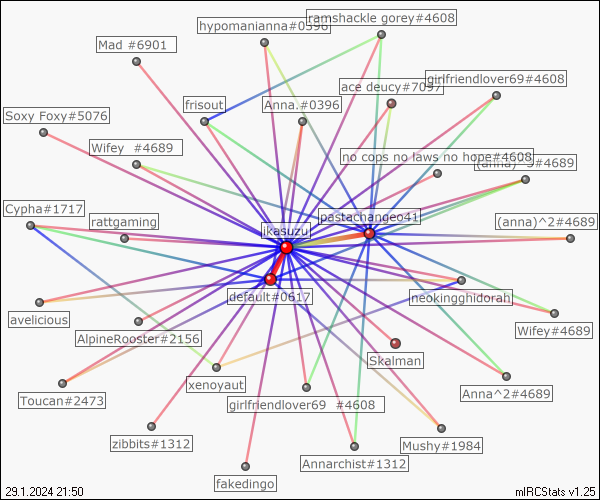 ramshackle gorey#4608
hypomanianna#0396
Mad #6901
ace deucy#7097
girlfriendlover69#4608
frisout
Anna.#0396
Soxy Foxy#5076
Wifey  #4689
no cops no laws no hope#4608
(anna)^3#4689
Cypha#1717
rattgaming
ikasuzu
pastachangeo41
(anna)^2#4689
default#0617
neokingghidorah
avelicious
AlpineRooster#2156
Wifey#4689
Skalman
xenoyaut
Toucan#2473
girlfriendlover69  #4608
Anna^2#4689
zibbits#1312
Mushy#1984
Annarchist#1312
fakedingo
29.1.2024 21:50
mIRCStats v1.25